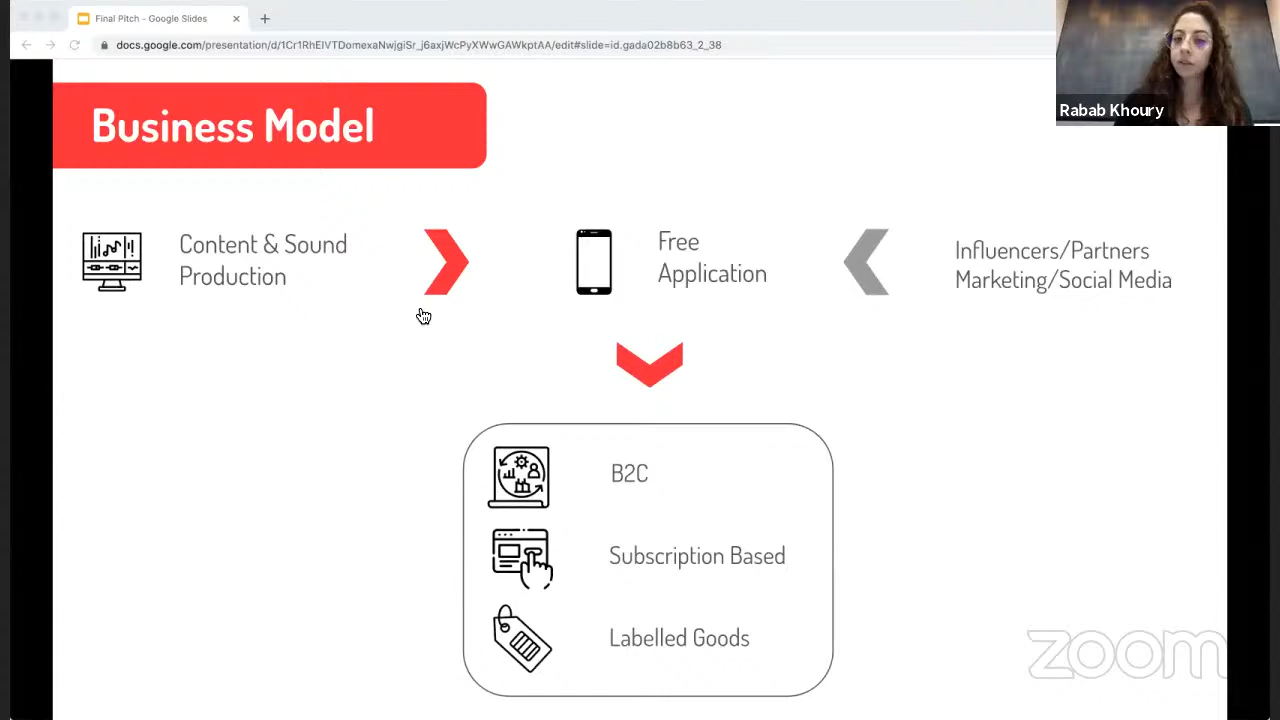 Final Pitch - Google Slides
docs.google.com/presentation/d/1Cr1RhEIVTDomexaNwjgiSr_j6axjWcPyXWwGAWkptAA/edit#slide=id.gada02b8b63_2_38
Rabab Khoury
Business Model
Content & Sound
Production
Free
Application
Influencers/Partners
Marketing/Social Media
B2C
Subscription Based
Labelled Goods
zoom